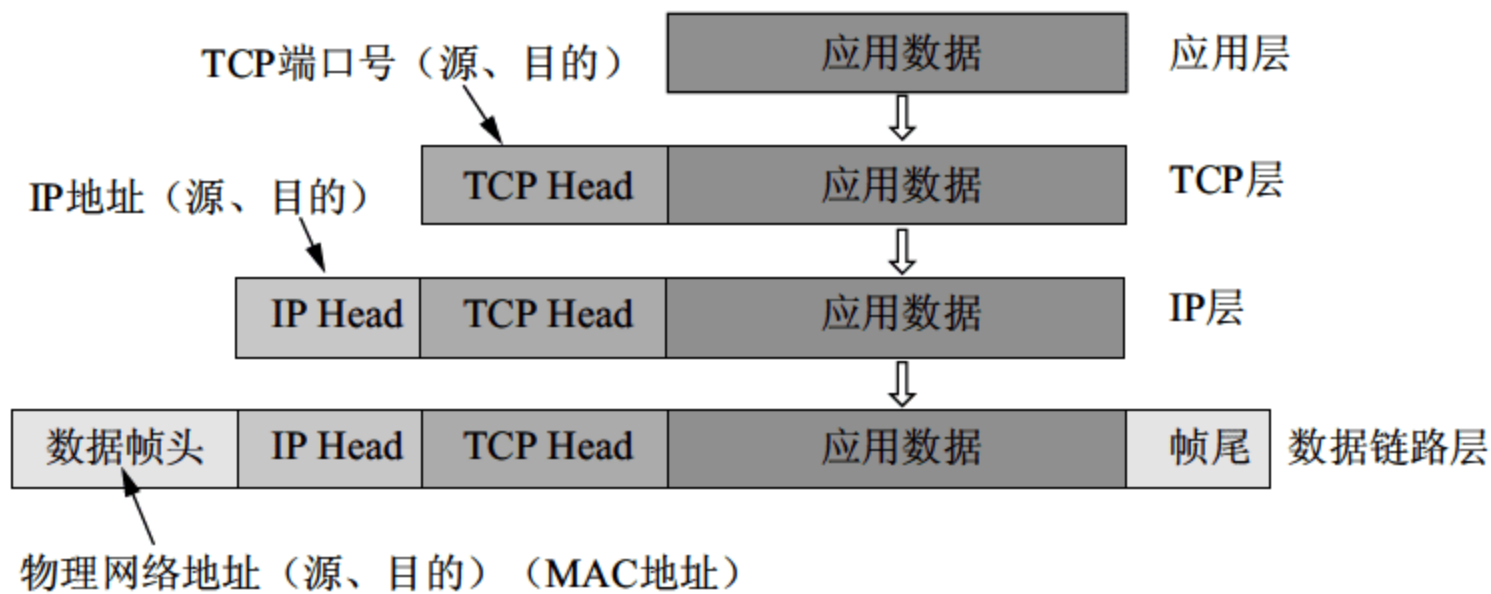 应用数据 应用层
TCP端口号（源、目的）
TCP Head 应用数据 TCP层
IP地址（源、目的）
IP Head TCP Head 应用数据 IP层
数据帧头 IP Head TCP Head 应用数据 帧尾 数据链路层
物理网络地址（源、目的）（MAC地址）